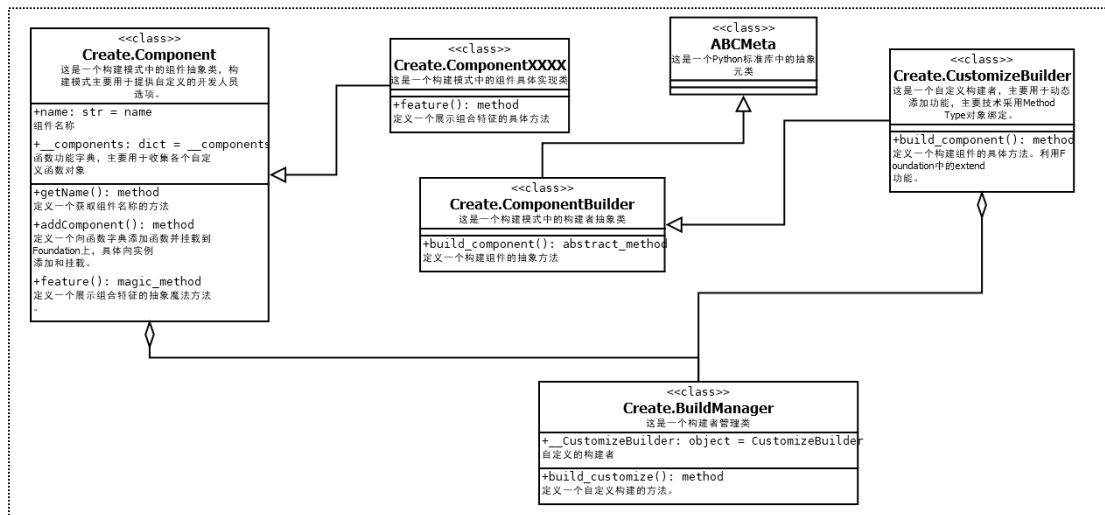 <<class>>
Create.Component
这是一个构建模式中的组件抽象类，构
建模式主要用于提供自定义的开发人员
选项。
+name: str = name
组件名称
+__components: dict = __components
函数功能字典，主要用于收集各个自定
义函数对象
+getName(): method
定义一个获取组件名称的方法
+addComponent(): method
定义一个向函数字典添加函数并挂载到
Foundation上，具体向实例
添加和挂载。
+feature(): magic_method
定义一个展示组合特征的抽象魔法方法
。
<<class>>
Create.ComponentXXXX
这是一个构建模式中的组件具体实现类
+feature(): method
定义一个展示组合特征的具体方法
<<class>>
ABCMeta
这是一个Python标准库中的抽象
元类
<<class>>
Create.CustomizeBuilder
这是一个自定义构建者，主要用于动态
添加功能，主要技术采用Method
Type对象绑定。
+build_component(): method
定义一个构建组件的具体方法。利用F
oundation中的extend
功能。
<<class>>
Create.ComponentBuilder
这是一个构建模式中的构建者抽象类
+build_component(): abstract_method
定义一个构建组件的抽象方法
<<class>>
Create.BuildManager
这是一个构建者管理类
+__CustomizeBuilder: object = CustomizeBuilder
自定义的构建者
+build_customize(): method
定义一个自定义构建的方法。